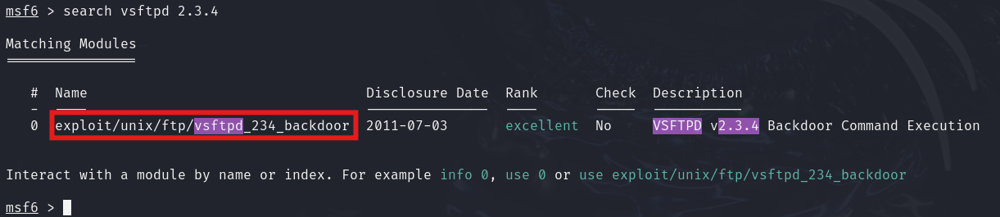 msf6 > search vsftpd 2.3.4
Matching Modules
================
# Name Disclosure Date Rank Check Description
- ---- --------------- ---- ----- -----------
0 exploit/unix/ftp/vsftpd_234_backdoor 2011-07-03 excellent No VSFTPD v2.3.4 Backdoor Command Execution
Interact with a module by name or index. For example info 0, use 0 or use exploit/unix/ftp/vsftpd_234_backdoor
msf6 >